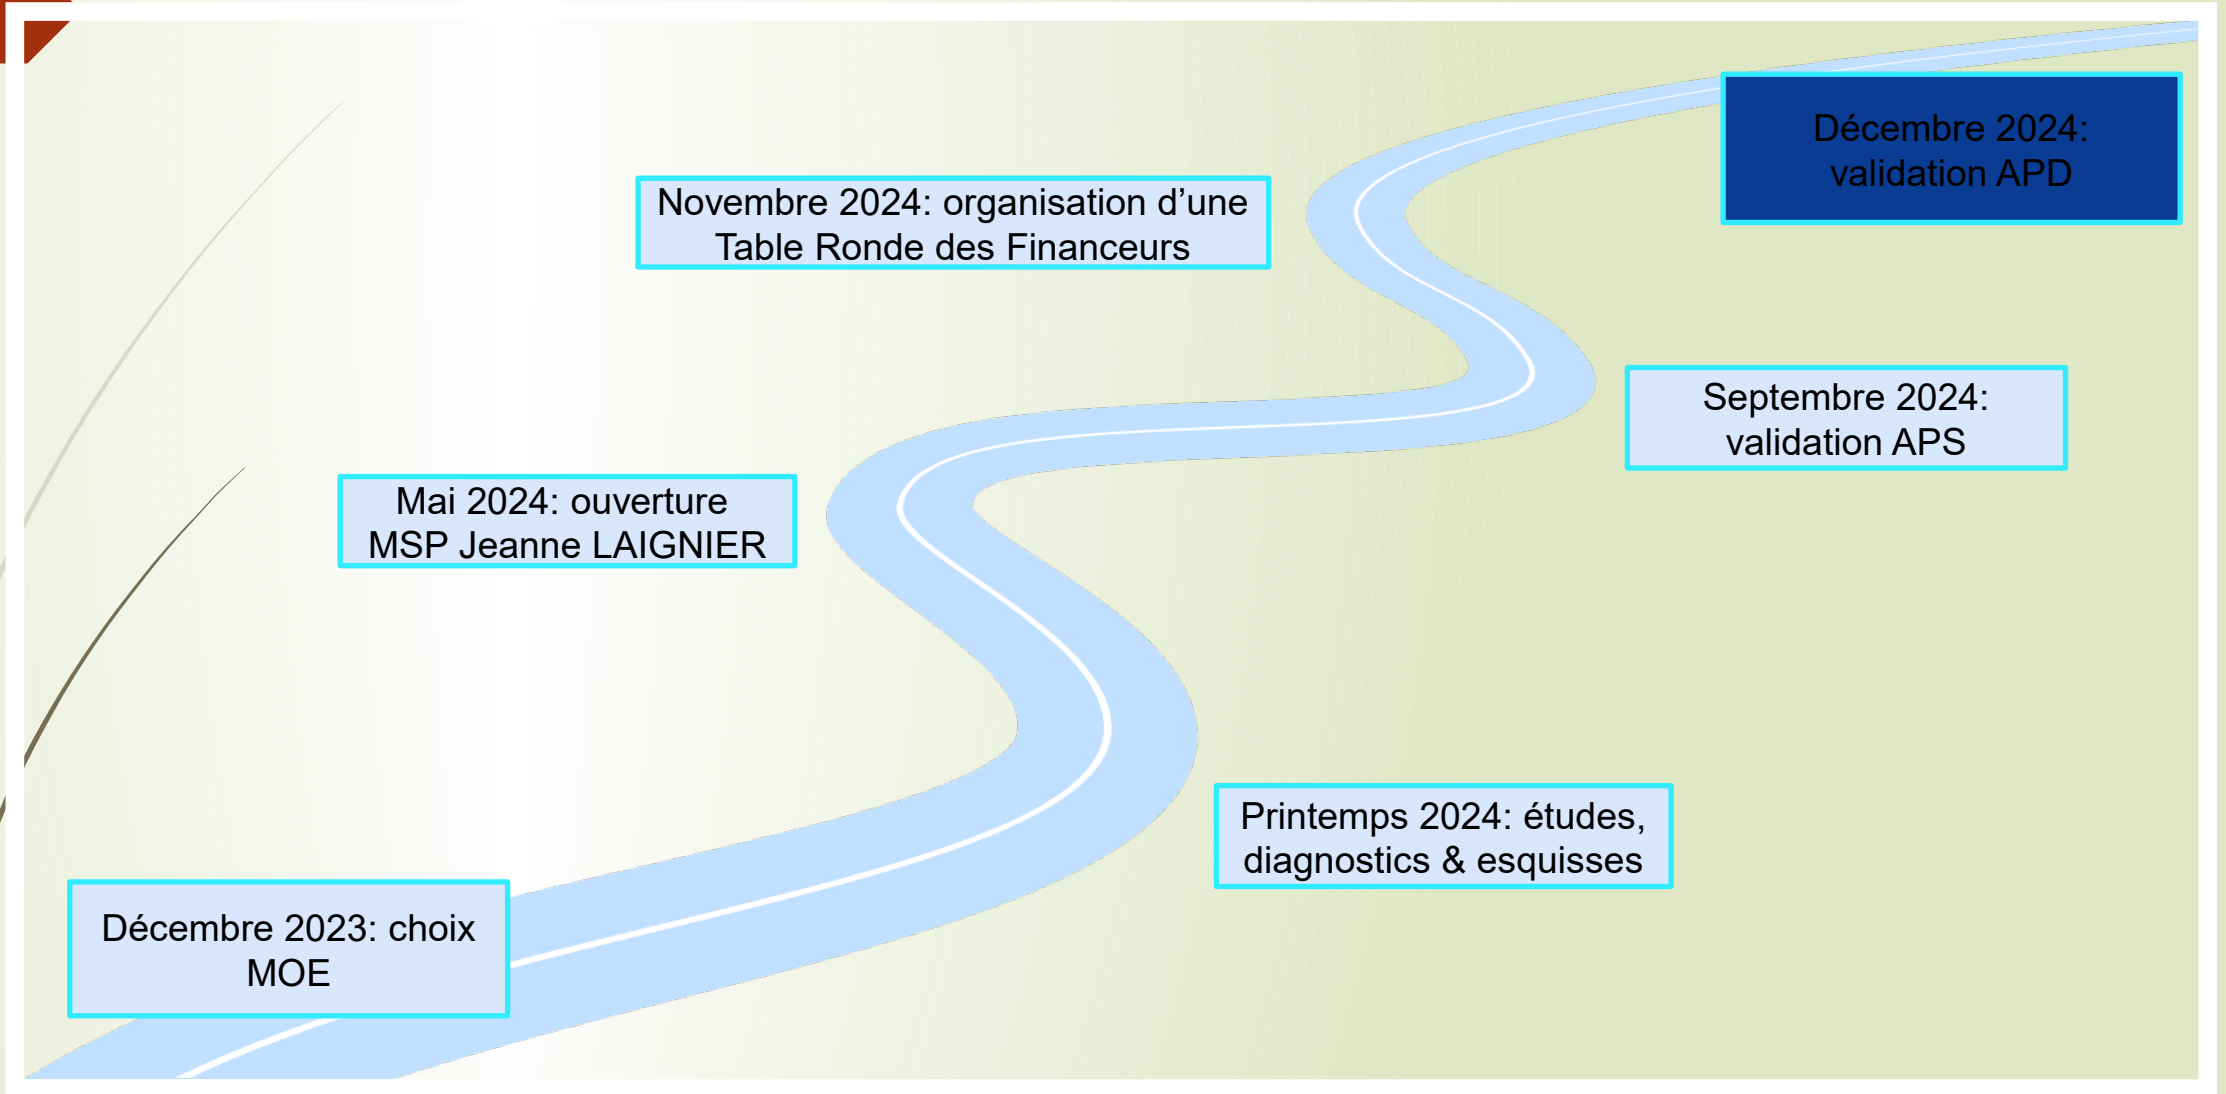 Décembre 2024:
validation APD
Novembre 2024: organisation d’une
Table Ronde des Financeurs
Septembre 2024:
validation APS
Mai 2024: ouverture
MSP Jeanne LAIGNIER
Printemps 2024: études,
diagnostics & esquisses
Décembre 2023: choix
MOE